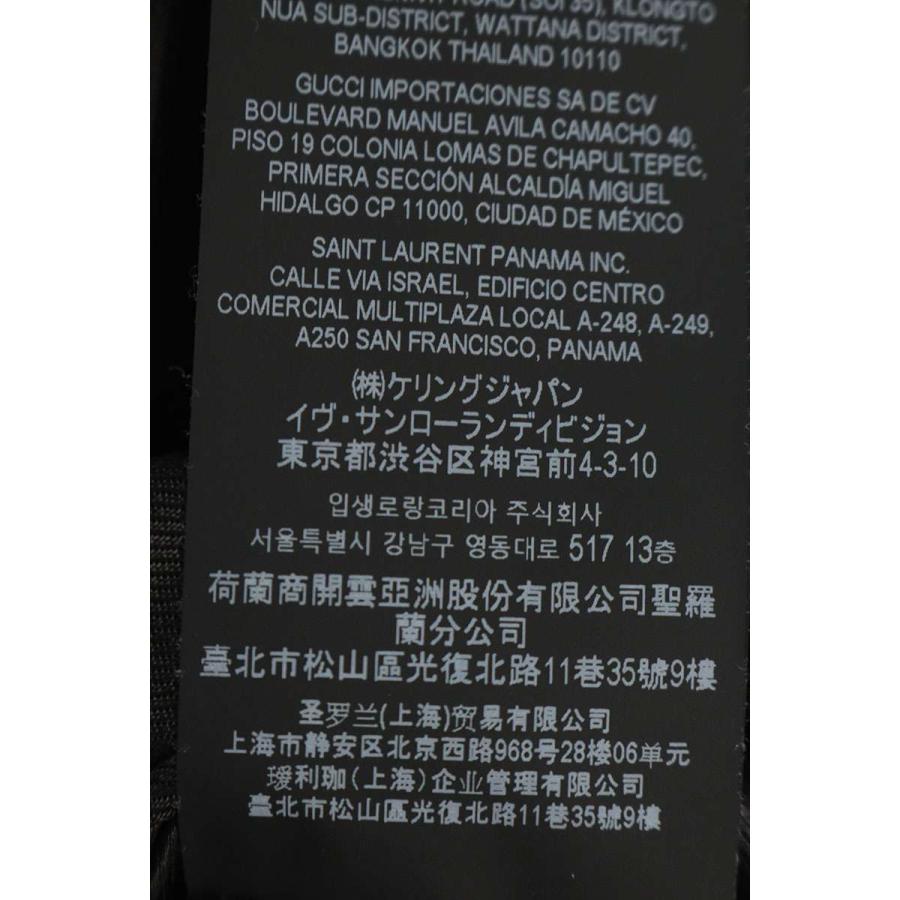 ROAD (SOI 39), KLONGTO
NUA SUB-DISTRICT, WATTANA DISTRICT,
BANGKOK THAILAND 10110
GUCCI IMPORTACIONES SA DE CV
BOULEVARD MANUEL AVILA CAMACHO 40,
PISO 19 COLONIA LOMAS DE CHAPULTEPEC,
PRIMERA SECCIÓN ALCALDÍA MIGUEL
HIDALGO CP 11000, CIUDAD DE MÉXICO
SAINT LAURENT PANAMA INC.
CALLE VIA ISRAEL, EDIFICIO CENTRO
COMERCIAL MULTIPLAZA LOCAL A-248, A-249,
A250 SAN FRANCISCO, PANAMA
㈱ケリングジャパン
イヴ・サンローランディビジョン
東京都渋谷区神宮前4-3-10
입생로랑코리아 주식회사
서울특별시 강남구 영동대로 517 13층
荷蘭商開雲亞洲股份有限公司聖羅
蘭分公司
臺北市松山區光復北路11巷35號9樓
圣罗兰(上海)贸易有限公司
上海市静安区北京西路968号28楼06单元
瑷利珈(上海)企业管理有限公司
臺北市松山區光復北路11巷35號9樓